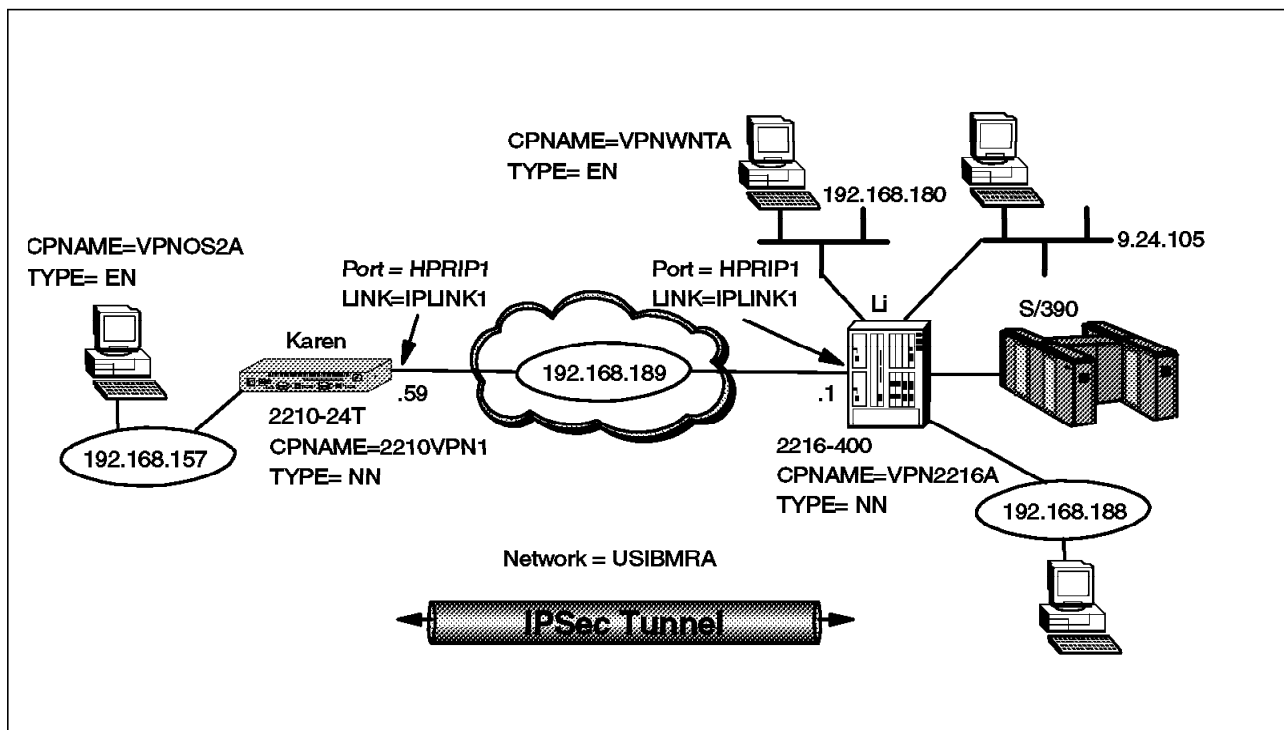 CPNAME=VPNWNTA
TYPE= EN
192.168.180
9.24.105
CPNAME=VPNOS2A
TYPE= EN
Port = HPRIP1
LINK=IPLINK1
Port = HPRIP1
LINK=IPLINK1
Li
S/390
Karen
192.168.189
.59
.1
2210-24T
CPNAME=2210VPN1
TYPE= NN
192.168.157
2216-400
CPNAME=VPN2216A
TYPE= NN
192.168.188
Network = USIBMRA
IPSec Tunnel